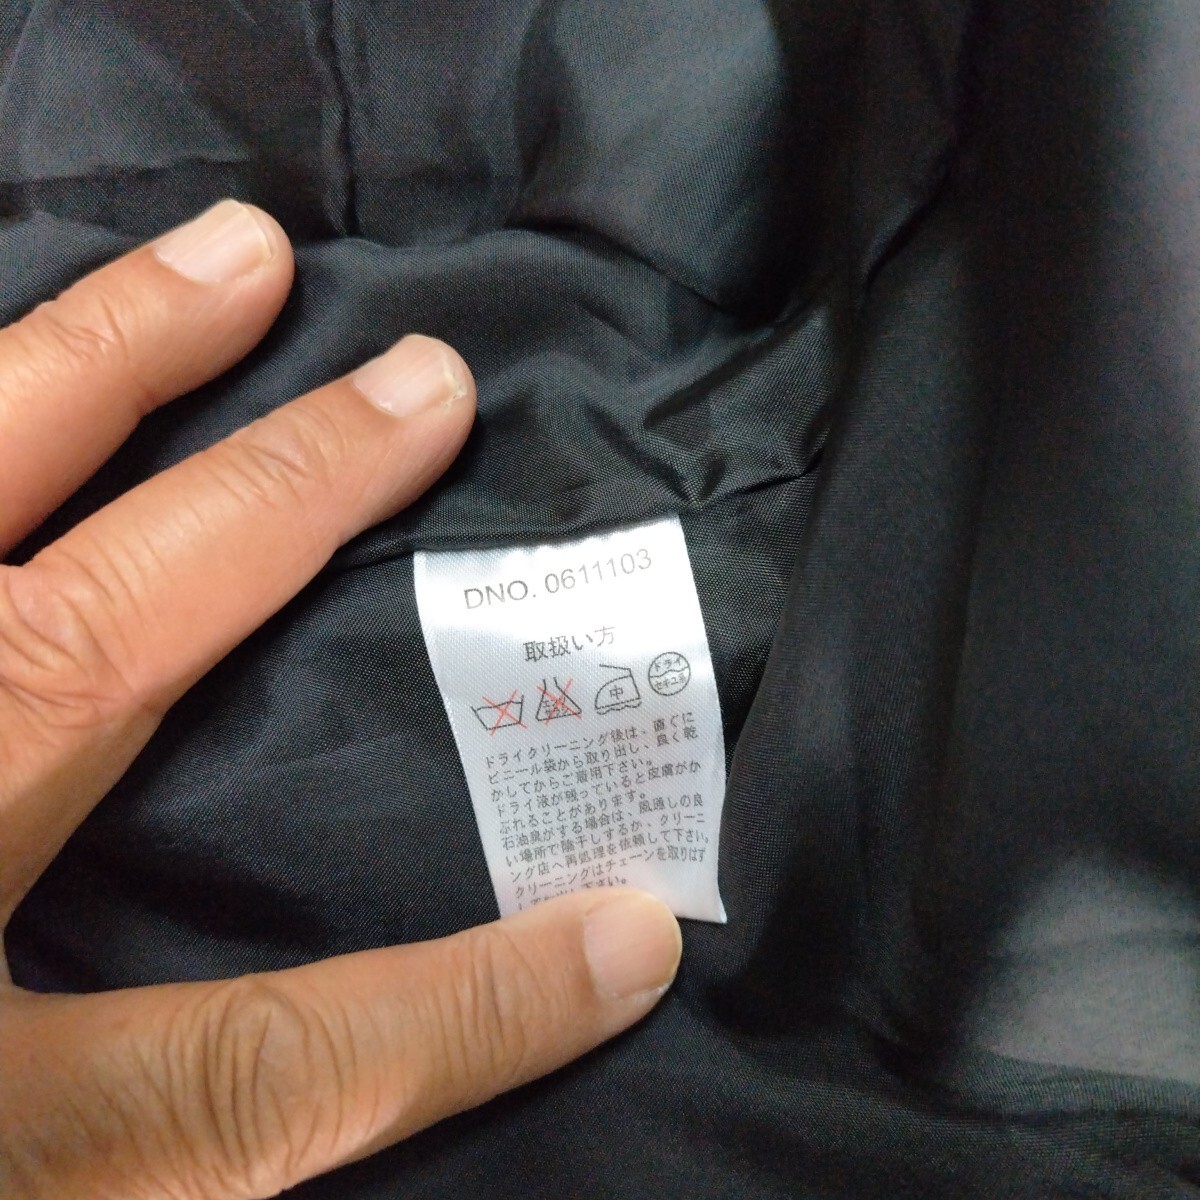 DNO. 0611103
取扱い方
中
ドライ
セキユ系
ドライクリーニング後は、直ぐに
ビニール袋から取り出し、良く乾
かしてからご着用下さい。
ドライ液が残っていると皮膚がか
ぶれることがあります。
石油臭がする場合は、風通しの良
い場所で陰干しするか、クリーニ
ング店へ再処理を依頼して下さい。
クリーニングはチェーンを取りはず
下さい。